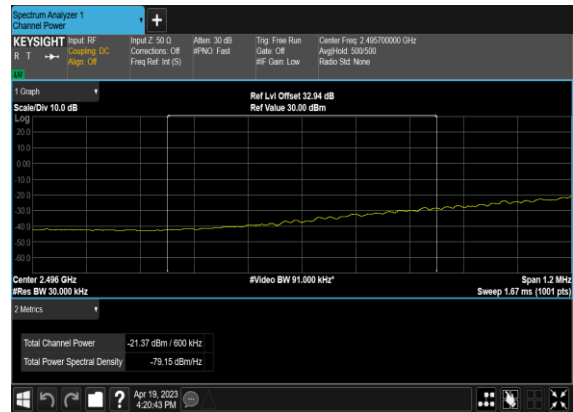 Spectrum Analyzer 1
Channel Power
+
KEYSIGHT
R T
LXI
Input: RF
Coupling: DC
Align: Off
Input Z: 50 Ω
Corrections: Off
Freq Ref: Int (S)
Atten: 30 dB
#PNO: Fast
Trig: Free Run
Gate: Off
#IF Gain: Low
Center Freq: 2.495700000 GHz
Avg|Hold: 500/500
Radio Std: None
1 Graph
Scale/Div 10.0 dB
Ref Lvl Offset 32.94 dB
Ref Value 30.00 dBm
Log
20.0
10.0
0.00
-10.0
-20.0
-30.0
-40.0
-50.0
-60.0
Center 2.496 GHz
#Res BW 30.000 kHz
#Video BW 91.000 kHz*
Span 1.2 MHz
Sweep 1.67 ms (1001 pts)
2 Metrics
Total Channel Power -21.37 dBm / 600 kHz
Total Power Spectral Density -79.15 dBm/Hz
?
Apr 19, 2023
4:20:43 PM